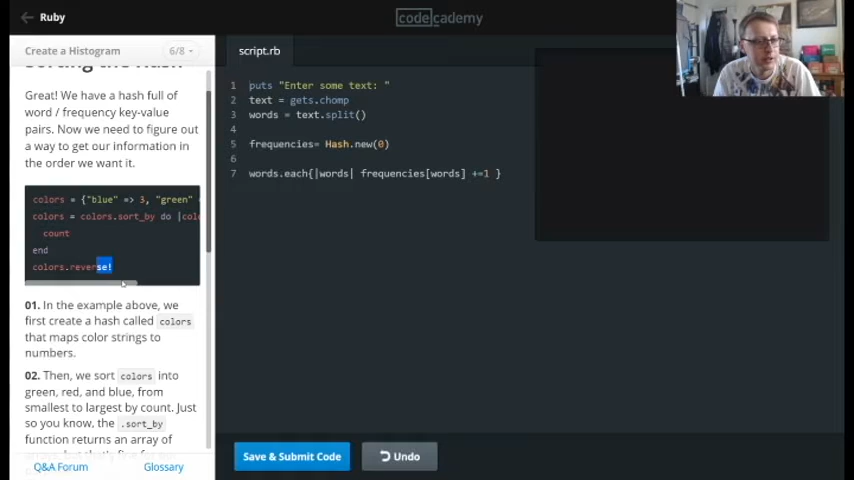 Ruby
codecademy
Create a Histogram
6/8
Sorting the Hash
Great! We have a hash full of
word / frequency key-value
pairs. Now we need to figure out
a way to get our information in
the order we want it.
colors = {"blue" => 3, "green" =
colors = colors.sort_by do |colo
count
end
colors.reverse!
01. In the example above, we
first create a hash called colors
that maps color strings to
numbers.
02. Then, we sort colors into
green, red, and blue, from
smallest to largest by count. Just
so you know, the .sort_by
function returns an array of
Q&A Forum
Glossary
script.rb
1 puts "Enter some text: "
2 text = gets.chomp
3 words = text.split()
4
5 frequencies= Hash.new(0)
6
7 words.each{|words| frequencies[words] +=1 }
Save & Submit Code
Undo